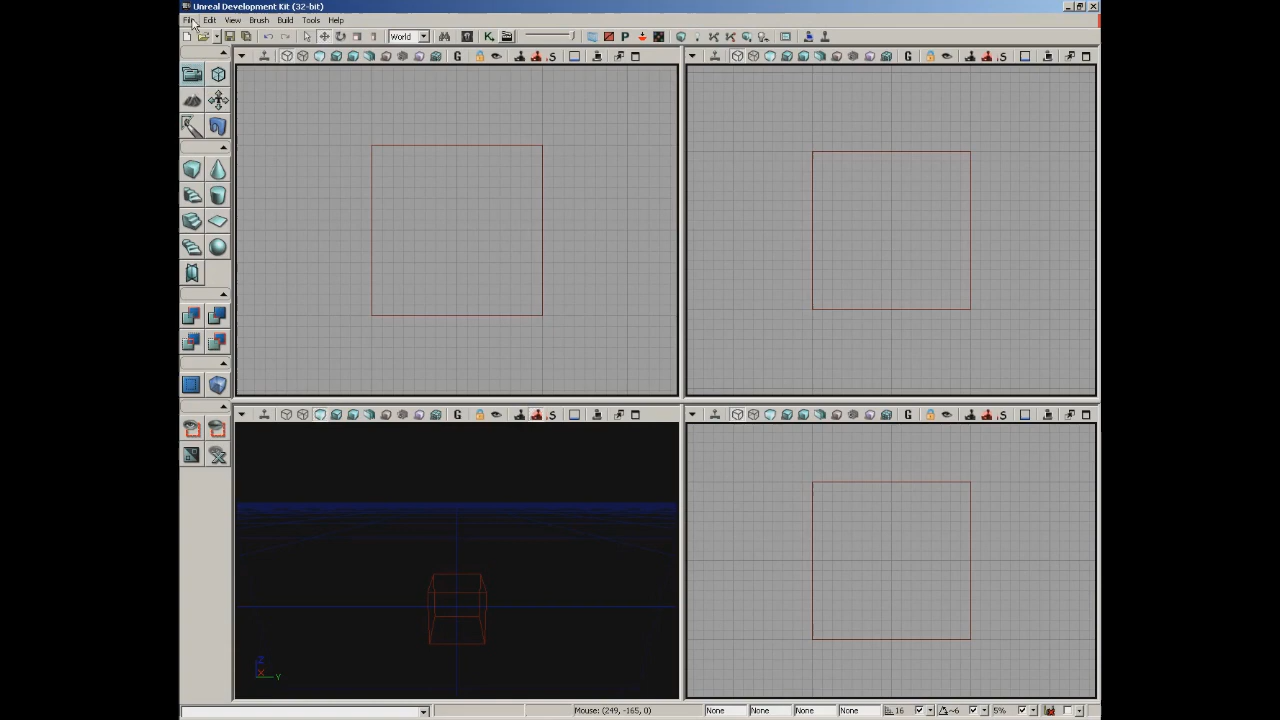 Unreal Development Kit (32-bit)
File Edit View Brush Build Tools Help
World
G S
G S
G S
G S
Z
X Y
Mouse: (249, -165, 0) None None None None 16 ~6 5%